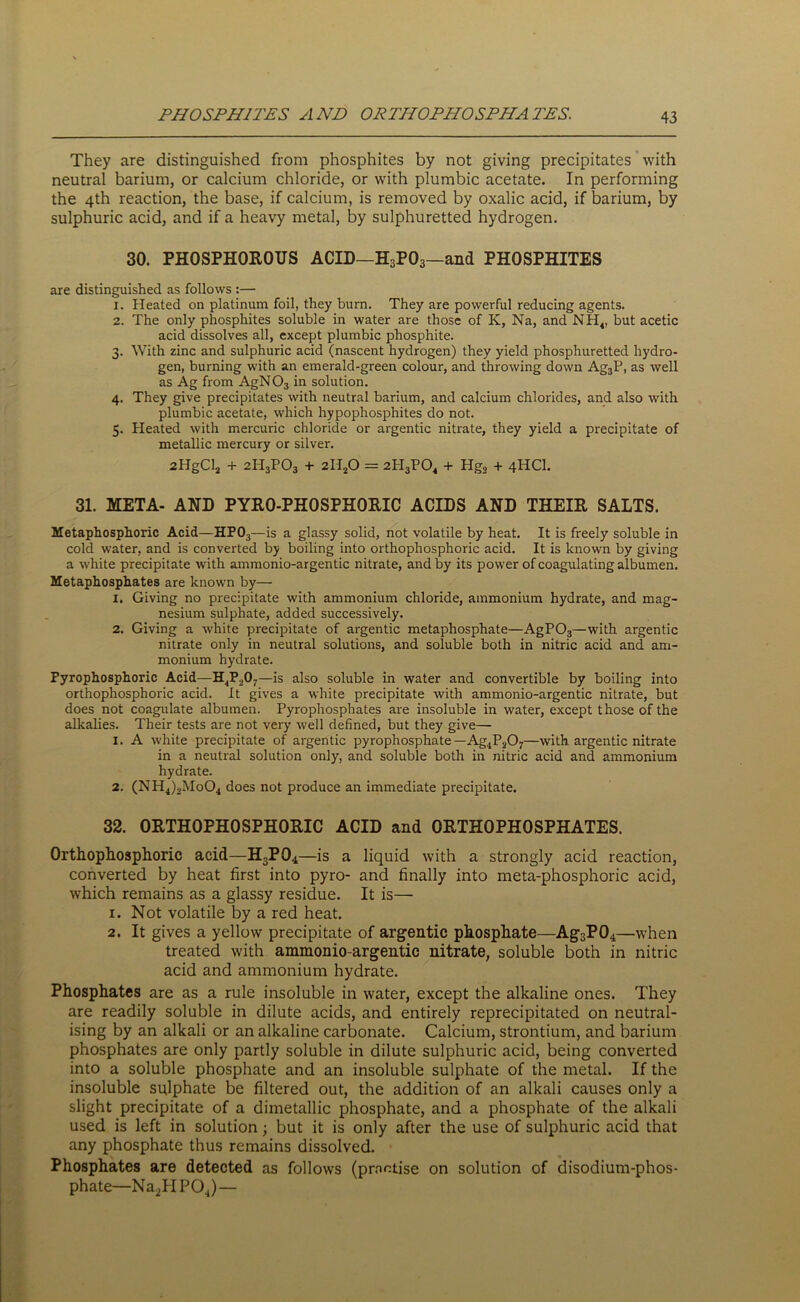 PHOSPHITES AND ORTHOPHOSPHATES. 43
They are distinguished from phosphites by not giving precipitates with
neutral barium, or calcium chloride, or with plumbic acetate. In performing
the 4th reaction, the base, if calcium, is removed by oxalic acid, if barium, by
sulphuric acid, and if a heavy metal, by sulphuretted hydrogen.
30. PHOSPHOROUS ACID—H₃PO₃—and PHOSPHITES
are distinguished as follows :—
1. Heated on platinum foil, they burn. They are powerful reducing agents.
2. The only phosphites soluble in water are those of K, Na, and NH₄, but acetic
acid dissolves all, except plumbic phosphite.
3. With zinc and sulphuric acid (nascent hydrogen) they yield phosphuretted hydro-
gen, burning with an emerald-green colour, and throwing down Ag₃P, as well
as Ag from AgNO₃ in solution.
4. They give precipitates with neutral barium, and calcium chlorides, and also with
plumbic acetate, which hypophosphites do not.
5. Heated with mercuric chloride or argentic nitrate, they yield a precipitate of
metallic mercury or silver.
2HgCl₂ + 2H₃PO₃ + 2H₂O = 2H₃PO₄ + Hg₂ + 4HCl.
31. META- AND PYRO-PHOSPHORIC ACIDS AND THEIR SALTS.
Metaphosphoric Acid—HPO₃—is a glassy solid, not volatile by heat. It is freely soluble in
cold water, and is converted by boiling into orthophosphoric acid. It is known by giving
a white precipitate with ammonio-argentic nitrate, and by its power of coagulating albumen.
Metaphosphates are known by—
1. Giving no precipitate with ammonium chloride, ammonium hydrate, and mag-
nesium sulphate, added successively.
2. Giving a white precipitate of argentic metaphosphate—AgPO₃—with argentic
nitrate only in neutral solutions, and soluble both in nitric acid and am-
monium hydrate.
Pyrophosphoric Acid—H₄P₂O₇—is also soluble in water and convertible by boiling into
orthophosphoric acid. It gives a white precipitate with ammonio-argentic nitrate, but
does not coagulate albumen. Pyrophosphates are insoluble in water, except those of the
alkalies. Their tests are not very well defined, but they give—
1. A white precipitate of argentic pyrophosphate—Ag₄P₂O₇—with argentic nitrate
in a neutral solution only, and soluble both in nitric acid and ammonium
hydrate.
2. (NH₄)₂MoO₄ does not produce an immediate precipitate.
32. ORTHOPHOSPHORIC ACID and ORTHOPHOSPHATES.
Orthophosphoric acid—H₃PO₄—is a liquid with a strongly acid reaction,
converted by heat first into pyro- and finally into meta-phosphoric acid,
which remains as a glassy residue. It is—
1. Not volatile by a red heat.
2. It gives a yellow precipitate of argentic phosphate—Ag₃PO₄—when
treated with ammonio-argentic nitrate, soluble both in nitric
acid and ammonium hydrate.
Phosphates are as a rule insoluble in water, except the alkaline ones. They
are readily soluble in dilute acids, and entirely reprecipitated on neutral-
ising by an alkali or an alkaline carbonate. Calcium, strontium, and barium
phosphates are only partly soluble in dilute sulphuric acid, being converted
into a soluble phosphate and an insoluble sulphate of the metal. If the
insoluble sulphate be filtered out, the addition of an alkali causes only a
slight precipitate of a dimetallic phosphate, and a phosphate of the alkali
used is left in solution; but it is only after the use of sulphuric acid that
any phosphate thus remains dissolved.
Phosphates are detected as follows (practise on solution of disodium-phos-
phate—Na₂HPO₄)—